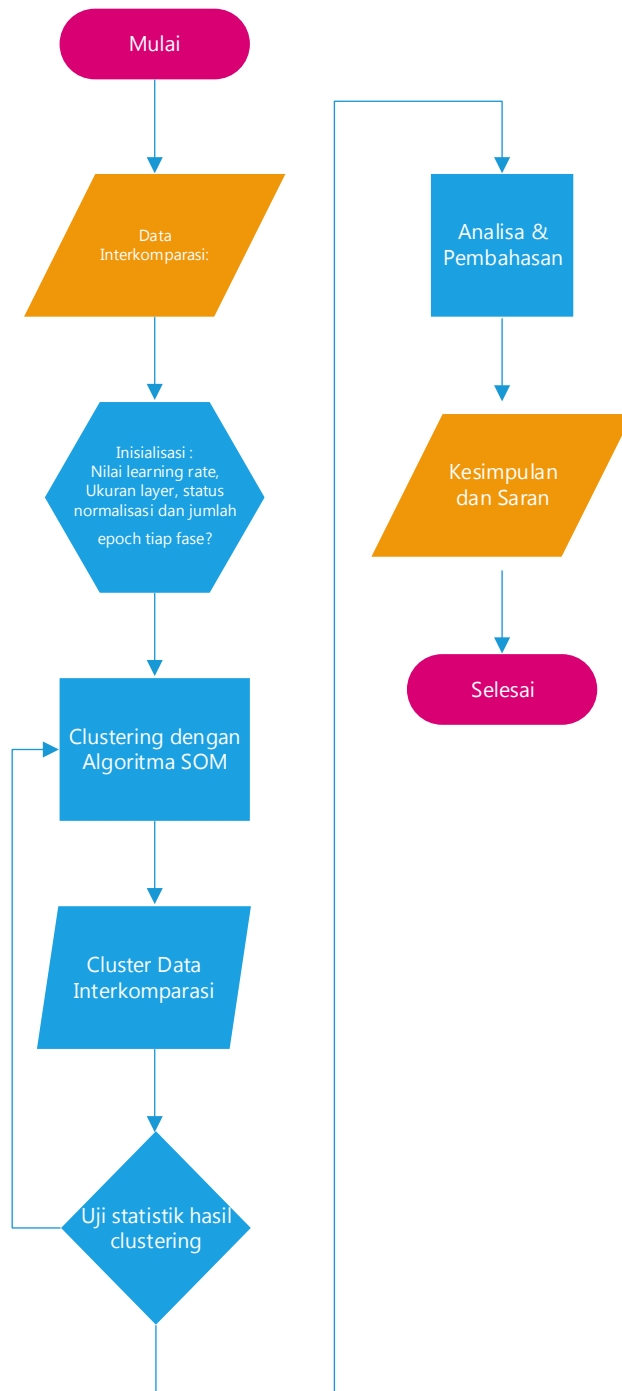 Mulai
Data
Interkomparasi:
Inisialisasi :
Nilai learning rate,
Ukuran layer, status
normalisasi dan jumlah
epoch tiap fase?
Clustering dengan
Algoritma SOM
Cluster Data
Interkomparasi
Uji statistik hasil
clustering
Analisa &
Pembahasan
Kesimpulan
dan Saran
Selesai